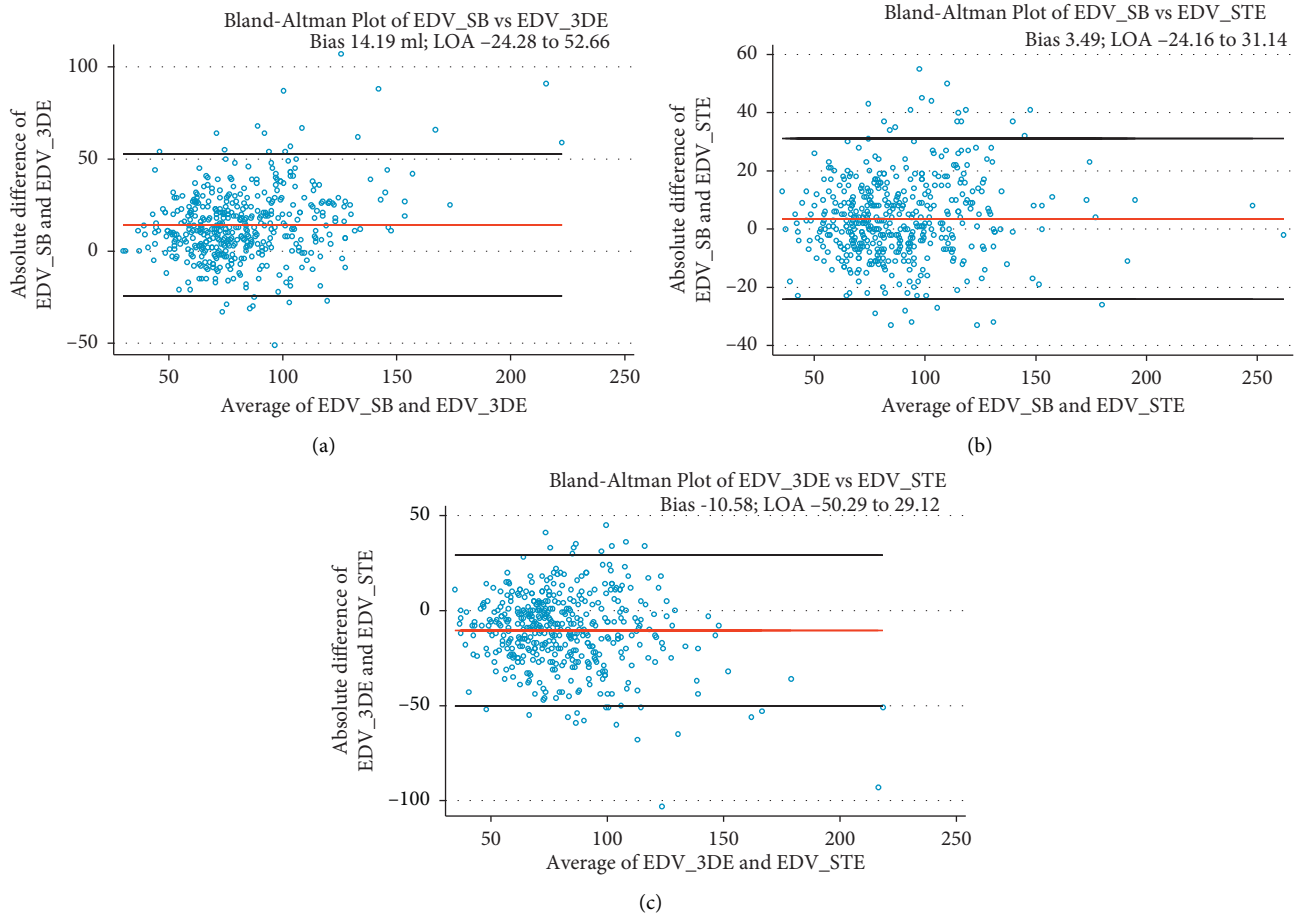 Bland-Altman Plot of EDV_SB vs EDV_3DE
Bias 14.19 ml; LOA −24.28 to 52.66
100
50
0
−50
Absolute difference of
EDV_SB and EDV_3DE
50
100
150
200
250
Average of EDV_SB and EDV_3DE
(a)
Bland-Altman Plot of EDV_SB vs EDV_STE
Bias 3.49; LOA −24.16 to 31.14
60
40
20
0
−20
−40
Absolute difference of
EDV_SB and EDV_STE
50
100
150
200
250
Average of EDV_SB and EDV_STE
(b)
Bland-Altman Plot of EDV_3DE vs EDV_STE
Bias -10.58; LOA −50.29 to 29.12
50
0
−50
−100
Absolute difference of
EDV_3DE and EDV_STE
50
100
150
200
250
Average of EDV_3DE and EDV_STE
(c)